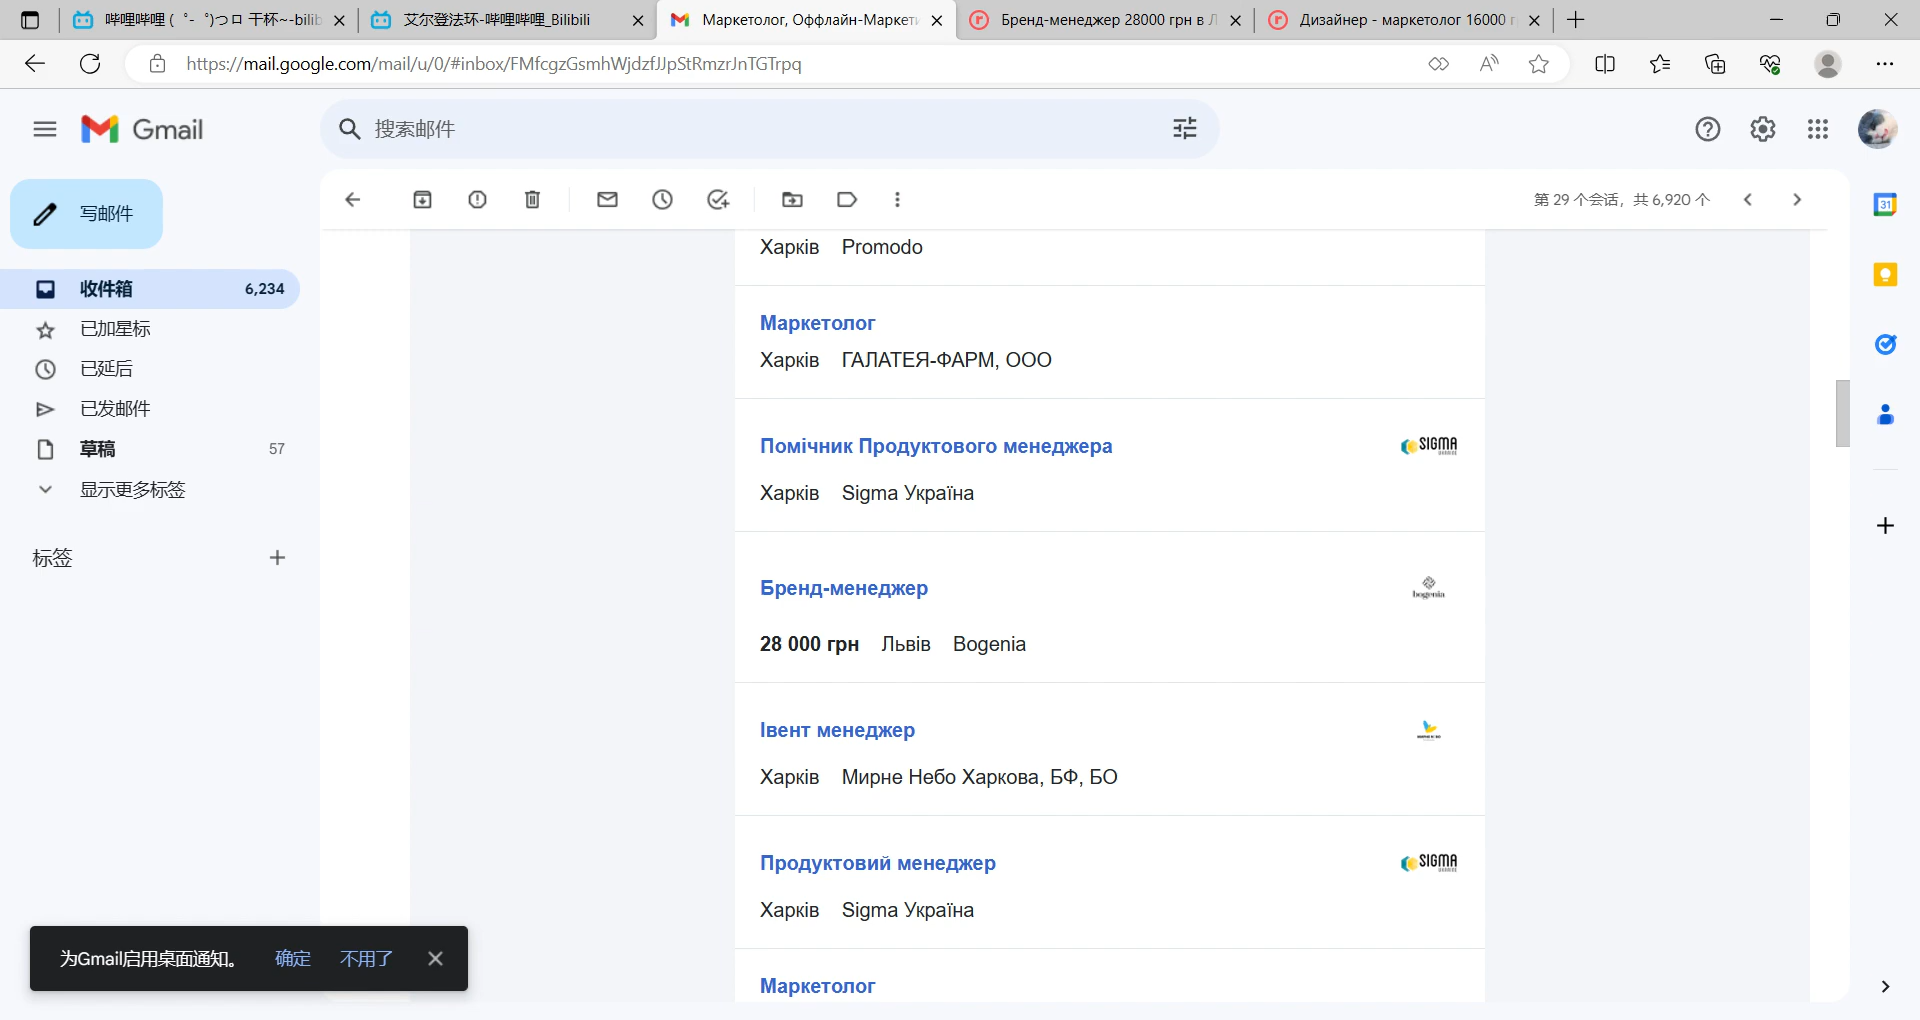 哔哩哔哩 (゜-゜)つロ 干杯~-bilib
艾尔登法环-哔哩哔哩_Bilibili
Маркетолог, Оффлайн-Маркет
Бренд-менеджер 28000 грн в Л
Дизайнер - маркетолог 16000 г
https://mail.google.com/mail/u/0/#inbox/FMfcgzGsmhWjdzfJJpStRmzrJnTGTrpq
Gmail
搜索邮件
写邮件
第 29 个会话，共 6,920 个
31
收件箱 6,234
已加星标
已延后
已发邮件
草稿 57
显示更多标签
标签
Харків Promodo
Маркетолог
Харків ГАЛАТЕЯ-ФАРМ, ООО
Помічник Продуктового менеджера
SIGMA
Харків Sigma Україна
Бренд-менеджер
bogenia
28 000 грн Львів Bogenia
Івент менеджер
Харків Мирне Небо Харкова, БФ, БО
Продуктовий менеджер
SIGMA
Харків Sigma Україна
Маркетолог
为Gmail启用桌面通知。 确定 不用了